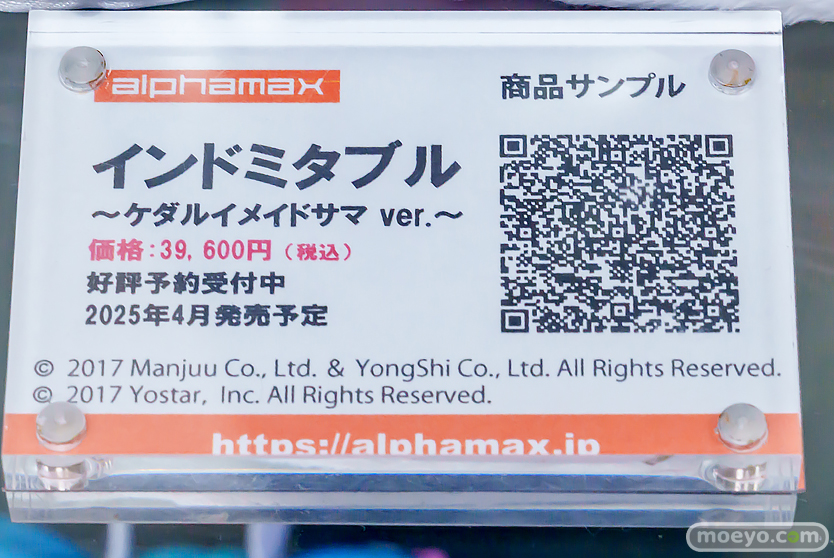 alphamax
商品サンプル
インドミタブル
~ケダルイメイドサマ ver.~
価格:39,600円(税込)
好評予約受付中
2025年4月発売予定
© 2017 Manjuu Co., Ltd. & YongShi Co., Ltd. All Rights Reserved.
© 2017 Yostar, Inc. All Rights Reserved.
https://alphamax.jp
moeyo.com